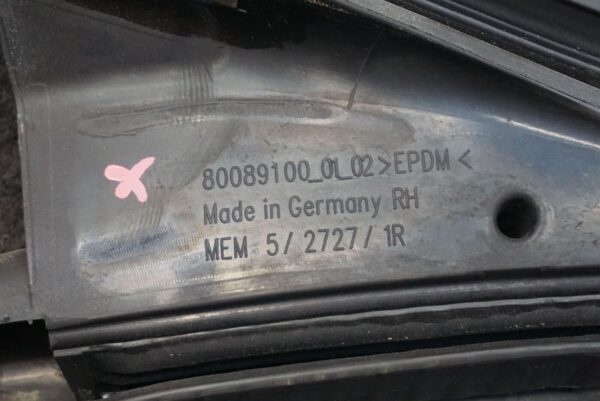 80089100_01_02 >EPDM<
Made in Germany RH
MEM 5/ 2727/ 1R